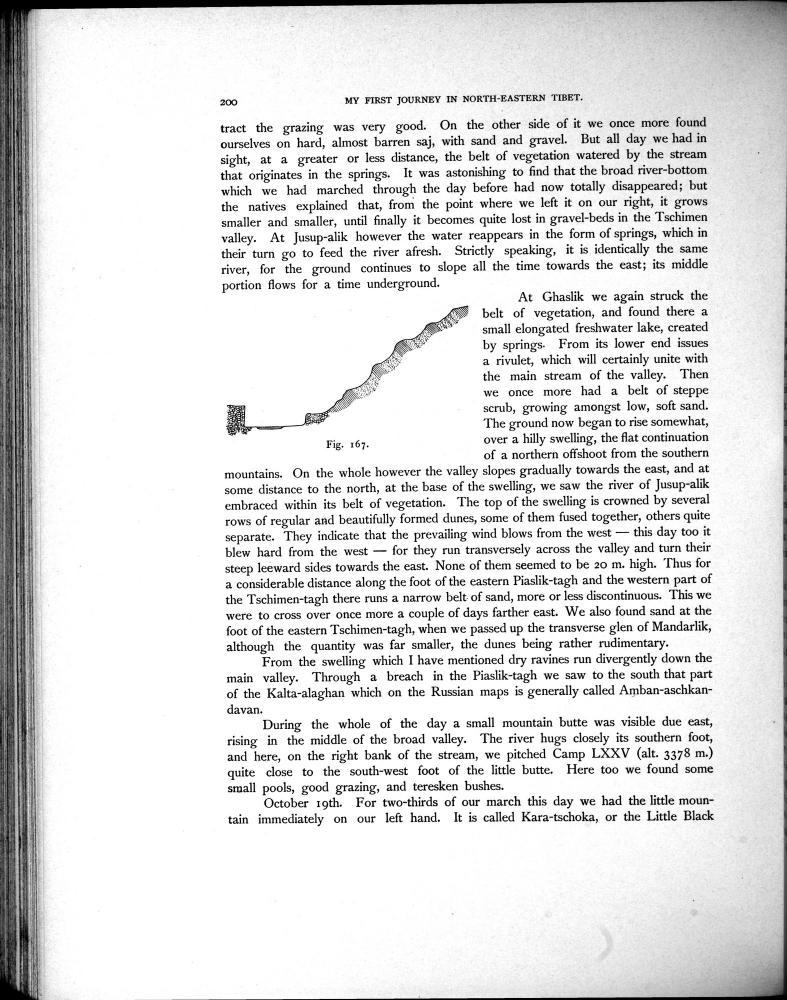 200
MY FIRST JOURNEY IN NORTH-EASTERN TIBET.
tract the grazing was very good. On the other side of it we once more found
ourselves on hard, almost barren saj, with sand and gravel. But all day we had in
sight, at a greater or less distance, the belt of vegetation watered by the stream
that originates in the springs. It was astonishing to find that the broad river-bottom
which we had marched through the day before had now totally disappeared; but
the natives explained that, from the point where we left it on our right, it grows
smaller and smaller, until finally it becomes quite lost in gravel-beds in the Tschimen
valley. At Jusup-alik however the water reappears in the form of springs, which in
their turn go to feed the river afresh. Strictly speaking, it is identically the same
river, for the ground continues to slope all the time towards the east; its middle
portion flows for a time underground.
At Ghaslik we again struck the
belt of vegetation, and found there a
small elongated freshwater lake, created
by springs. From its lower end issues
a rivulet, which will certainly unite with
the main stream of the valley. Then
we once more had a belt of steppe
scrub, growing amongst low, soft sand.
The ground now began to rise somewhat,
over a hilly swelling, the flat continuation
of a northern offshoot from the southern
Fig. 167.
mountains. On the whole however the valley slopes gradually towards the east, and at
some distance to the north, at the base of the swelling, we saw the river of Jusup-alik
embraced within its belt of vegetation. The top of the swelling is crowned by several
rows of regular and beautifully formed dunes, some of them fused together, others quite
separate. They indicate that the prevailing wind blows from the west — this day too it
blew hard from the west — for they run transversely across the valley and turn their
steep leeward sides towards the east. None of them seemed to be 20 m. high. Thus for
a considerable distance along the foot of the eastern Piaslik-tagh and the western part of
the Tschimen-tagh there runs a narrow belt of sand, more or less discontinuous. This we
were to cross over once more a couple of days farther east. We also found sand at the
foot of the eastern Tschimen-tagh, when we passed up the transverse glen of Mandarlik,
although the quantity was far smaller, the dunes being rather rudimentary.
From the swelling which I have mentioned dry ravines run divergently down the
main valley. Through a breach in the Piaslik-tagh we saw to the south that part
of the Kalta-alaghan which on the Russian maps is generally called Amban-aschkan-
davan.
During the whole of the day a small mountain butte was visible due east,
rising in the middle of the broad valley. The river hugs closely its southern foot,
and here, on the right bank of the stream, we pitched Camp LXXV (alt. 3378 m.)
quite close to the south-west foot of the little butte. Here too we found some
small pools, good grazing, and teresken bushes.
October 19th. For two-thirds of our march this day we had the little moun-
tain immediately on our left hand. It is called Kara-tschoka, or the Little Black